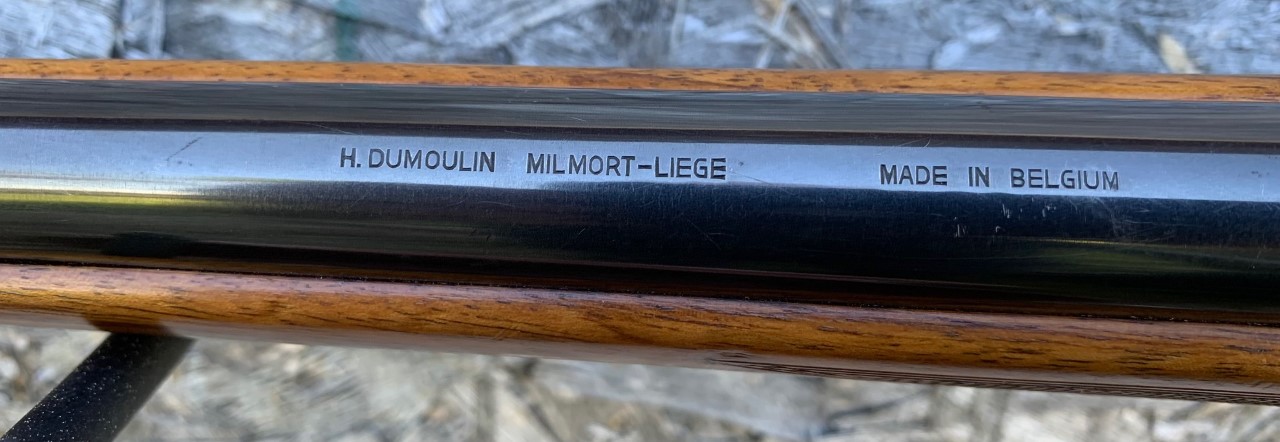 H. DUMOULIN MILMORT-LIEGE MADE IN BELGIUM